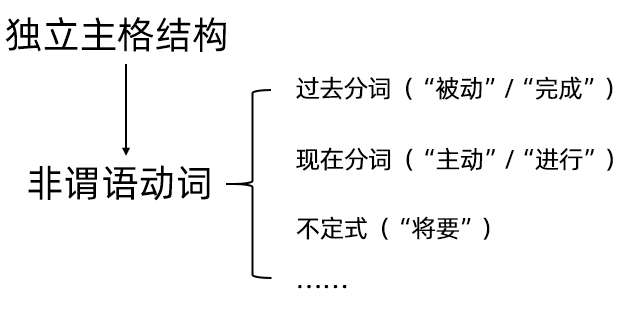 独立主格结构
过去分词（“被动”/“完成”）
现在分词（“主动”/“进行”）
非谓语动词
不定式（“将要”）
……